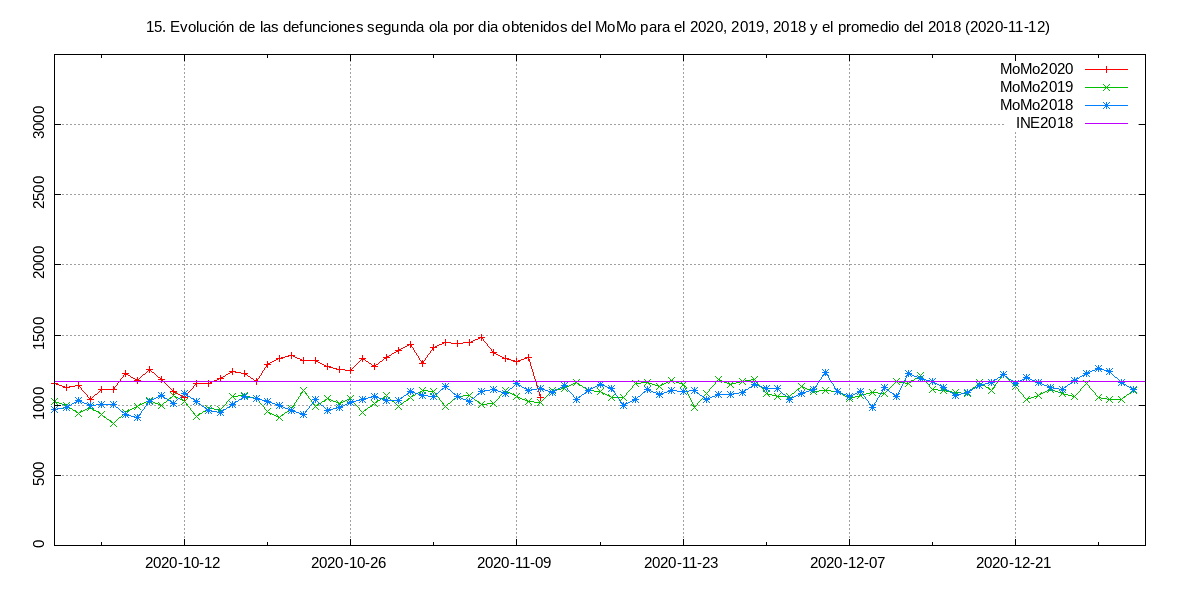 15. Evolución de las defunciones segunda ola por dia obtenidos del MoMo para el 2020, 2019, 2018 y el promedio del 2018 (2020-11-12)
MoMo2020
MoMo2019
MoMo2018
INE2018
3000
2500
2000
1500
1000
500
0
2020-10-12 2020-10-26 2020-11-09 2020-11-23 2020-12-07 2020-12-21